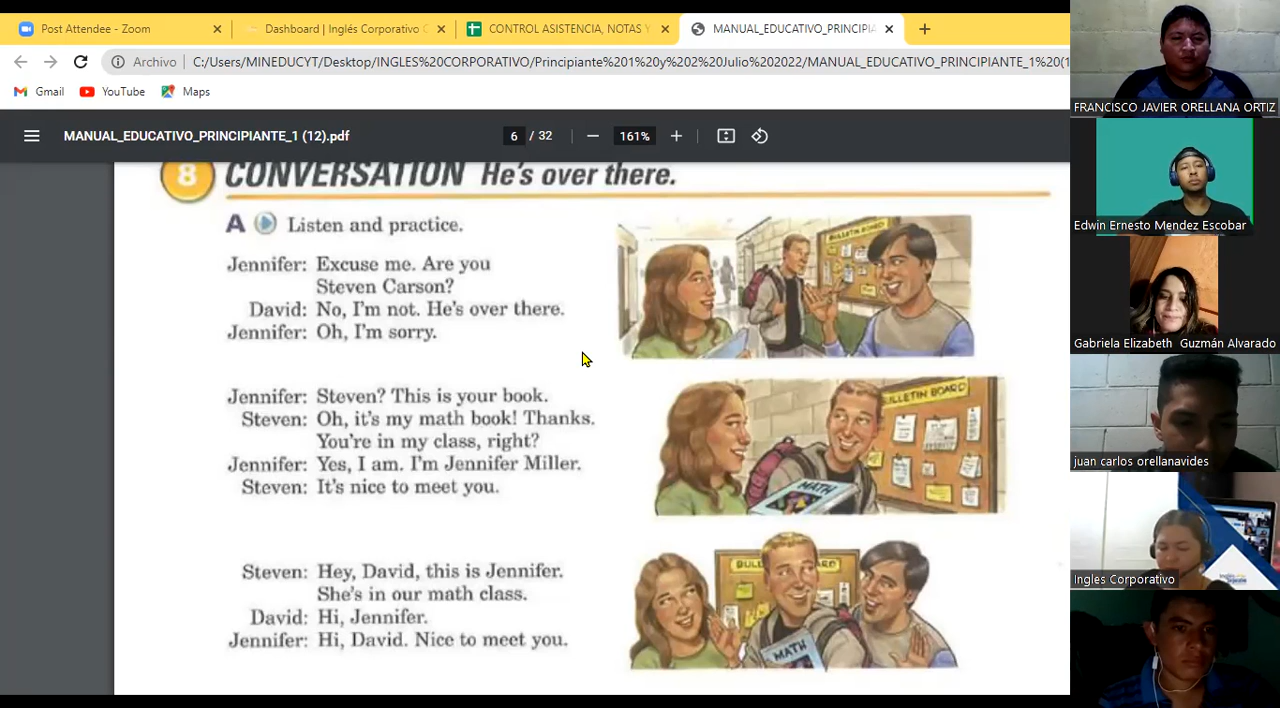 Post Attendee - Zoom
Dashboard | Inglés Corporativo
CONTROL ASISTENCIA, NOTAS Y
MANUAL_EDUCATIVO_PRINCIPIA
Archivo
C:/Users/MINEDUCYT/Desktop/INGLES%20CORPORATIVO/Principiante%201%20y%202%20Julio%202022/MANUAL_EDUCATIVO_PRINCIPIANTE_1%20(1
Gmail
YouTube
Maps
MANUAL_EDUCATIVO_PRINCIPIANTE_1 (12).pdf
6 / 32
161%
8 CONVERSATION He's over there.
A Listen and practice.
Jennifer: Excuse me. Are you
Steven Carson?
David: No, I'm not. He's over there.
Jennifer: Oh, I'm sorry.
BULLETIN BOARD
Jennifer: Steven? This is your book.
Steven: Oh, it's my math book! Thanks.
You're in my class, right?
Jennifer: Yes, I am. I'm Jennifer Miller.
Steven: It's nice to meet you.
BULLETIN BOARD
MATH
Steven: Hey, David, this is Jennifer.
She's in our math class.
David: Hi, Jennifer.
Jennifer: Hi, David. Nice to meet you.
MATH
FRANCISCO JAVIER ORELLANA ORTIZ
Edwin Ernesto Mendez Escobar
Gabriela Elizabeth Guzmán Alvarado
juan carlos orellanavides
Ingles Corporativo